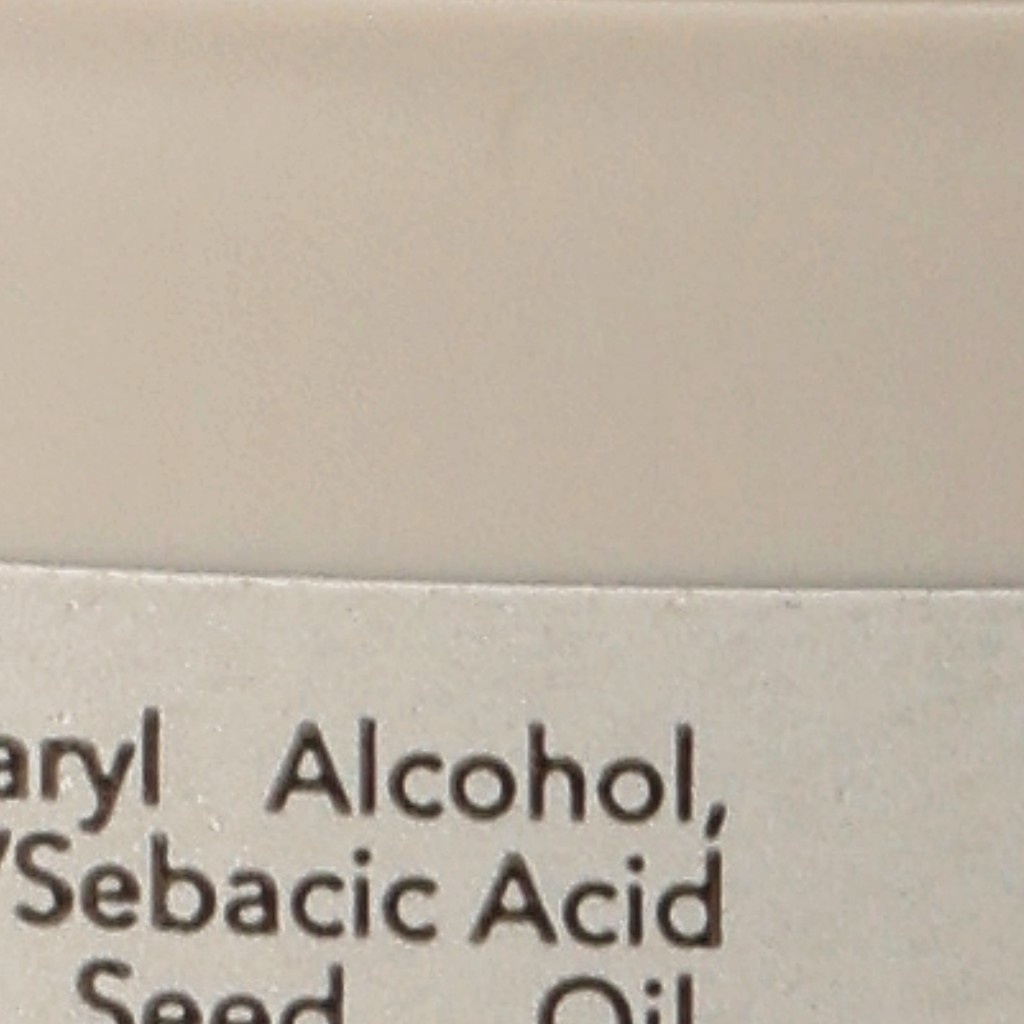 aryl Alcohol,
/Sebacic Acid
Seed Oil